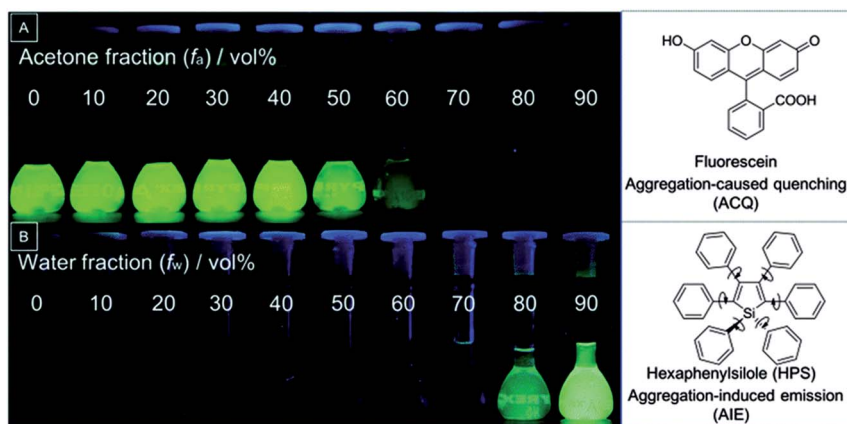 A
Acetone fraction (fa) / vol%
0 10 20 30 40 50 60 70 80 90
B
Water fraction (fw) / vol%
0 10 20 30 40 50 60 70 80 90
HO O O
COOH
Fluorescein
Aggregation-caused quenching
(ACQ)
Si
Hexaphenylsilole (HPS)
Aggregation-induced emission
(AIE)